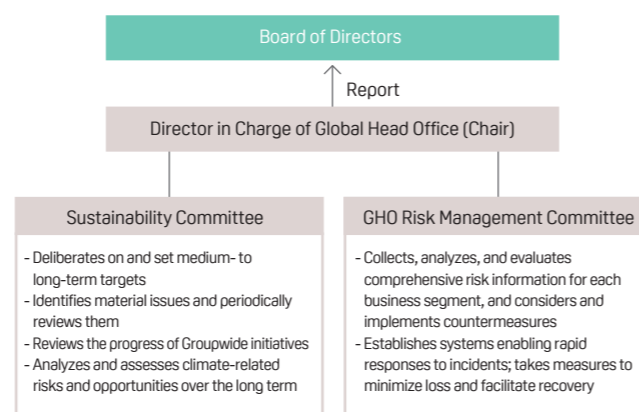 Board of Directors
Report
Director in Charge of Global Head Office (Chair)
Sustainability Committee
- Deliberates on and set medium- to
long-term targets
- Identifies material issues and periodically
reviews them
- Reviews the progress of Groupwide initiatives
- Analyzes and assesses climate-related
risks and opportunities over the long term
GHO Risk Management Committee
- Collects, analyzes, and evaluates
comprehensive risk information for each
business segment, and considers and
implements countermeasures
- Establishes systems enabling rapid
responses to incidents; takes measures to
minimize loss and facilitate recovery